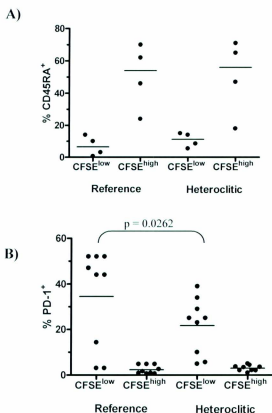 A)
% CD45RA+
80
60
40
20
0
CFSElow CFSEhigh CFSElow CFSEhigh
Reference Heteroclitic
p = 0.0262
B)
% PD-1+
60
40
20
0
CFSElow CFSEhigh CFSElow CFSEhigh
Reference Heteroclitic